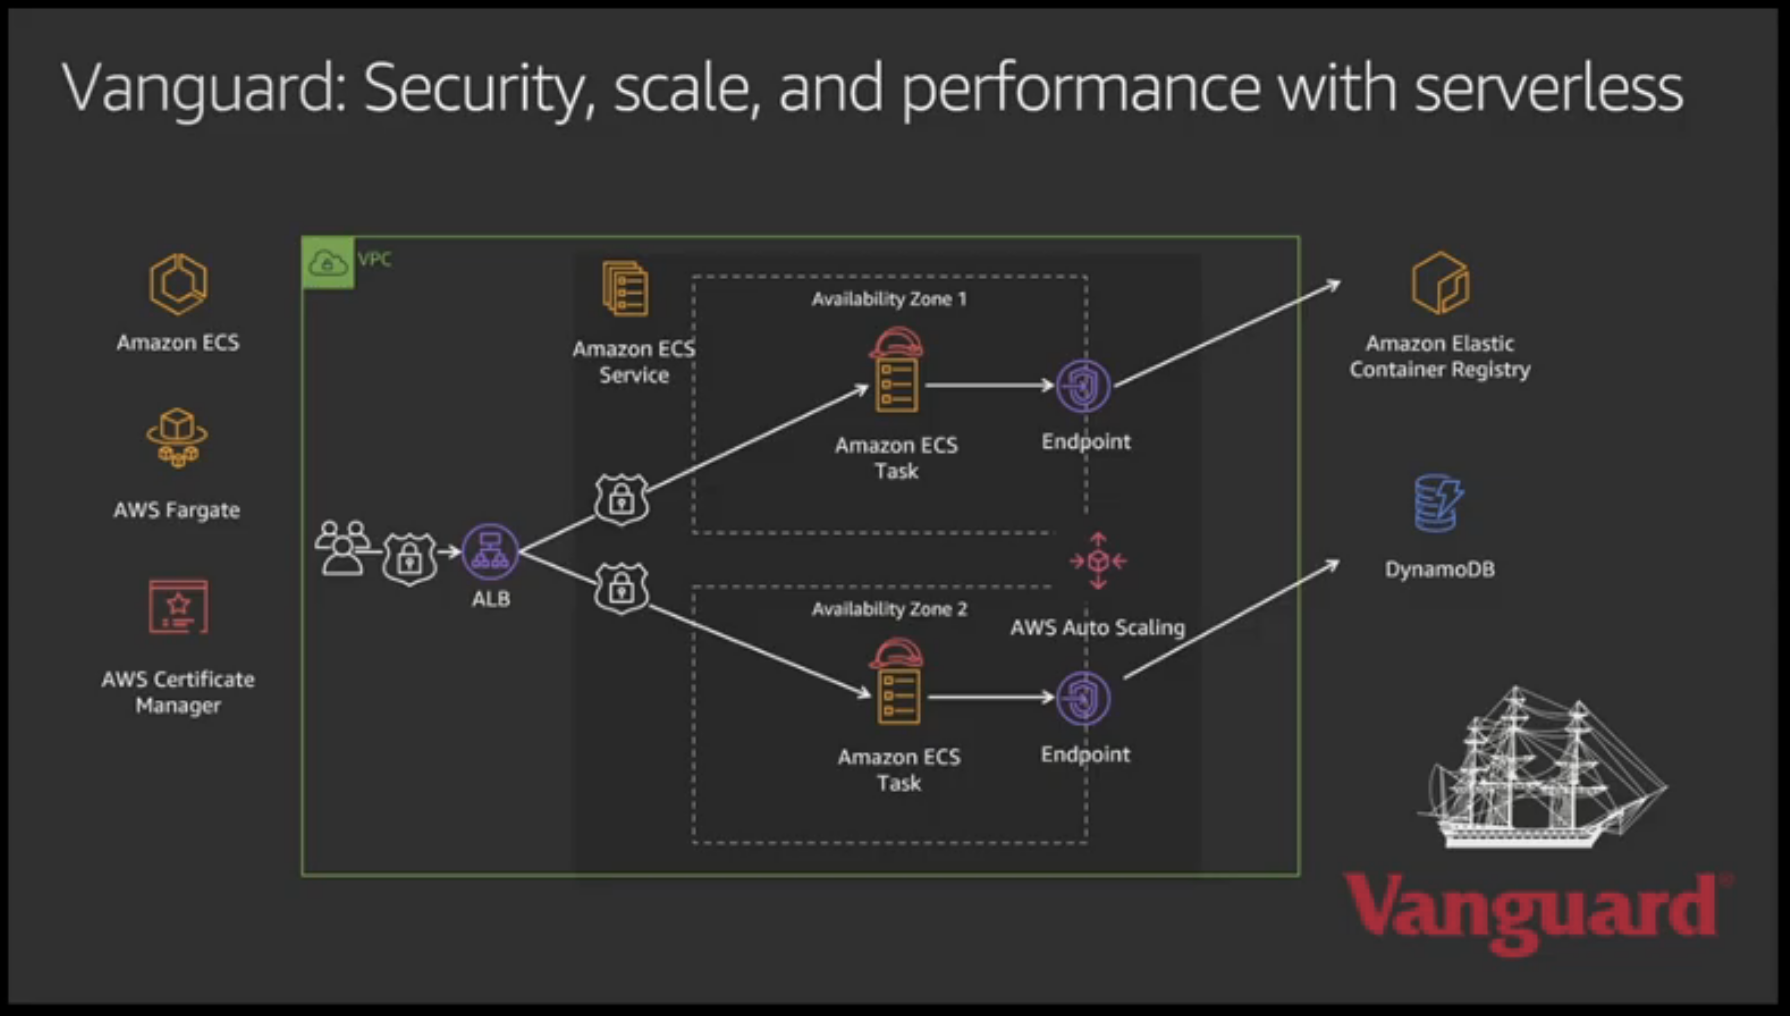 Vanguard: Security, scale, and performance with serverless
Amazon ECS
AWS Fargate
AWS Certificate
Manager
VPC
ALB
Amazon ECS
Service
Availability Zone 1
Amazon ECS
Task
Endpoint
AWS Auto Scaling
Availability Zone 2
Amazon ECS
Task
Endpoint
Amazon Elastic
Container Registry
DynamoDB
Vanguard®